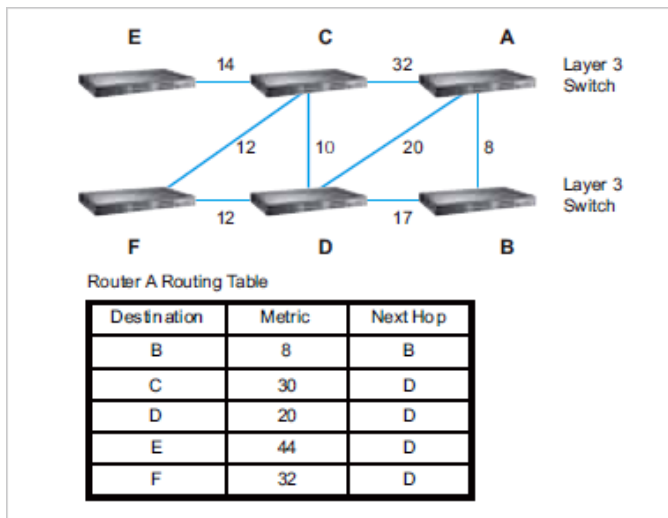 E C A
14 32 Layer 3
Switch
12 10 20 8
Layer 3
Switch
12 17
F D B
Router A Routing Table
Destination Metric Next Hop
B 8 B
C 30 D
D 20 D
E 44 D
F 32 D